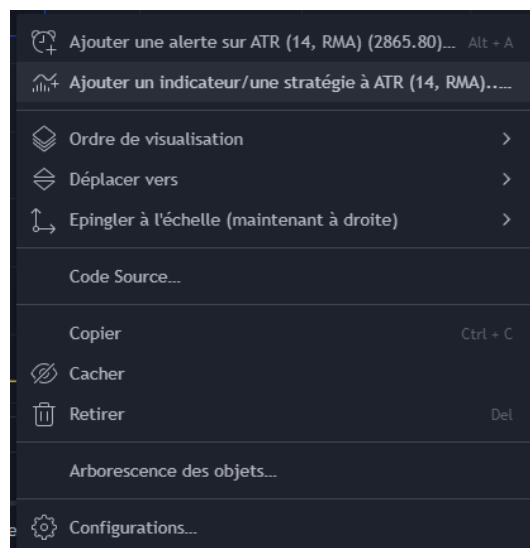 Ajouter une alerte sur ATR (14, RMA) (2865.80)... Alt + A
Ajouter un indicateur/une stratégie à ATR (14, RMA)..…
Ordre de visualisation
Déplacer vers
Epingler à l'échelle (maintenant à droite)
Code Source...
Copier Ctrl + C
Cacher
Retirer Del
Arborescence des objets...
e Configurations...